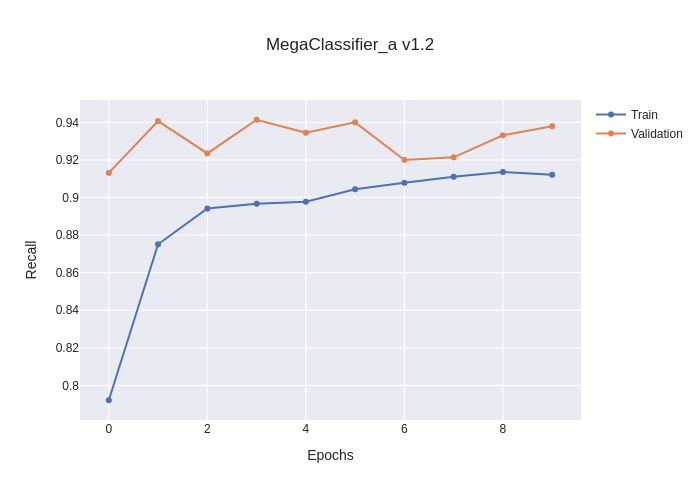 MegaClassifier_a v1.2
Train
Validation
0.94
0.92
0.9
0.88
0.86
0.84
0.82
0.8
Recall
0 2 4 6 8
Epochs